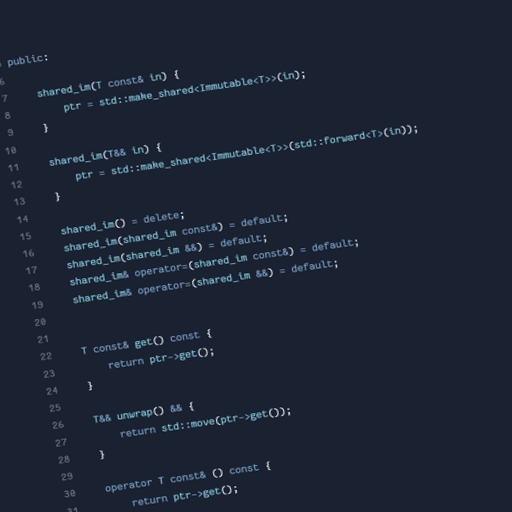 public:
6
7 shared_im(T const& in) {
8 ptr = std::make_shared<Immutable<T>>(in);
9 }
10
11 shared_im(T&& in) {
12 ptr = std::make_shared<Immutable<T>>(std::forward<T>(in));
13 }
14
15 shared_im() = delete;
16 shared_im(shared_im const&) = default;
17 shared_im(shared_im &&) = default;
18 shared_im& operator=(shared_im const&) = default;
19 shared_im& operator=(shared_im &&) = default;
20
21
22 T const& get() const {
23 return ptr->get();
24 }
25
26 T&& unwrap() && {
27 return std::move(ptr->get());
28 }
29
30 operator T const& () const {
31 return ptr->get();